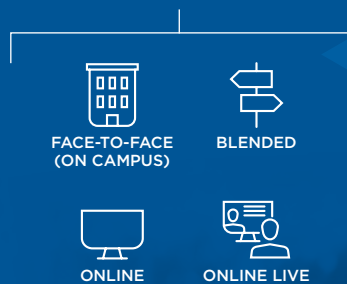 FACE-TO-FACE
(ON CAMPUS)
BLENDED
ONLINE
ONLINE LIVE